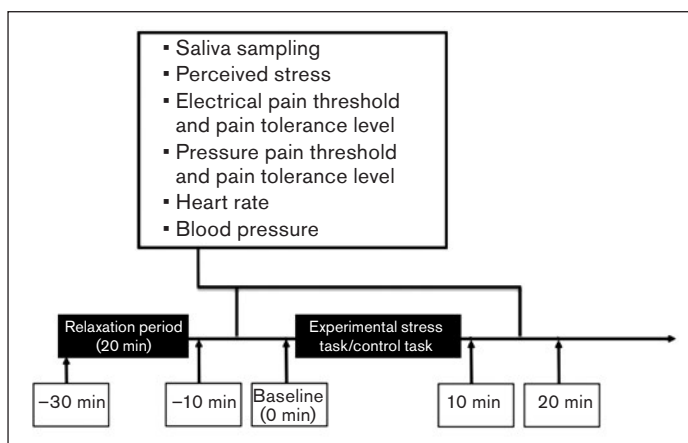 ▪ Saliva sampling
▪ Perceived stress
▪ Electrical pain threshold
and pain tolerance level
▪ Pressure pain threshold
and pain tolerance level
▪ Heart rate
▪ Blood pressure
Relaxation period
(20 min)
Experimental stress
task/control task
−30 min
−10 min
Baseline
(0 min)
10 min
20 min